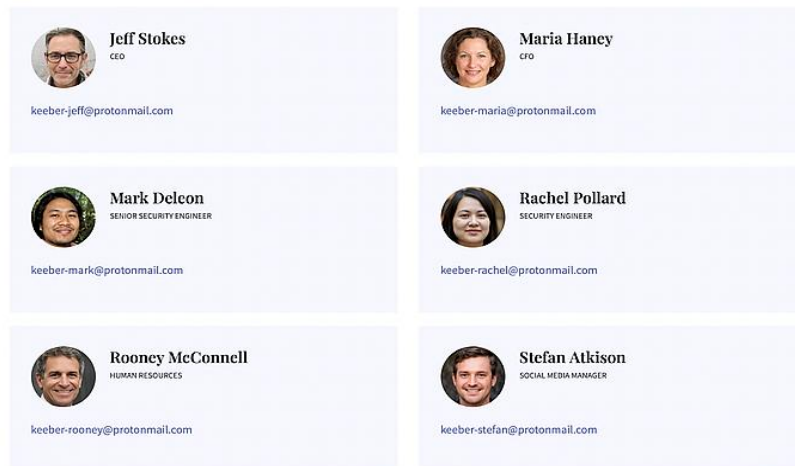 Jeff Stokes
CEO
keeber-jeff@protonmail.com
Maria Haney
CFO
keeber-maria@protonmail.com
Mark Deleon
SENIOR SECURITY ENGINEER
keeber-mark@protonmail.com
Rachel Pollard
SECURITY ENGINEER
keeber-rachel@protonmail.com
Rooney McConnell
HUMAN RESOURCES
keeber-rooney@protonmail.com
Stefan Atkison
SOCIAL MEDIA MANAGER
keeber-stefan@protonmail.com